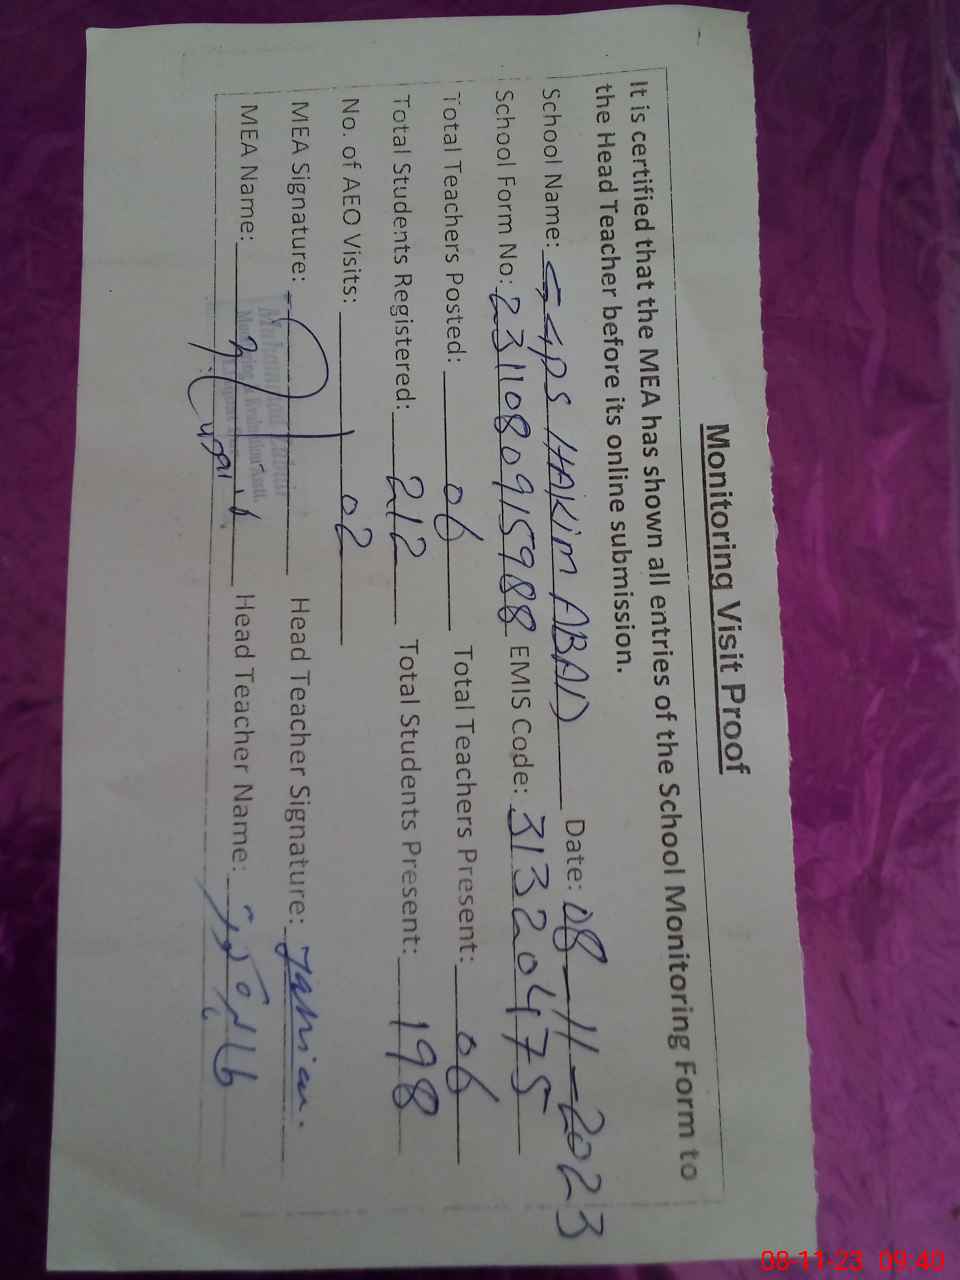 Monitoring Visit Proof
It is certified that the MEA has shown all entries of the School Monitoring Form to
the Head Teacher before its online submission.
School Name: GGPS HAKIM ABAD Date: 08-11-2023
School Form No: 2311080915988 EMIS Code: 31320475
Total Teachers Posted: 06 Total Teachers Present: 06
Total Students Registered: 212 Total Students Present: 198
No. of AEO Visits: 02
MEA Signature: Head Teacher Signature:
MEA Name: Head Teacher Name:
08-11-23 09:40